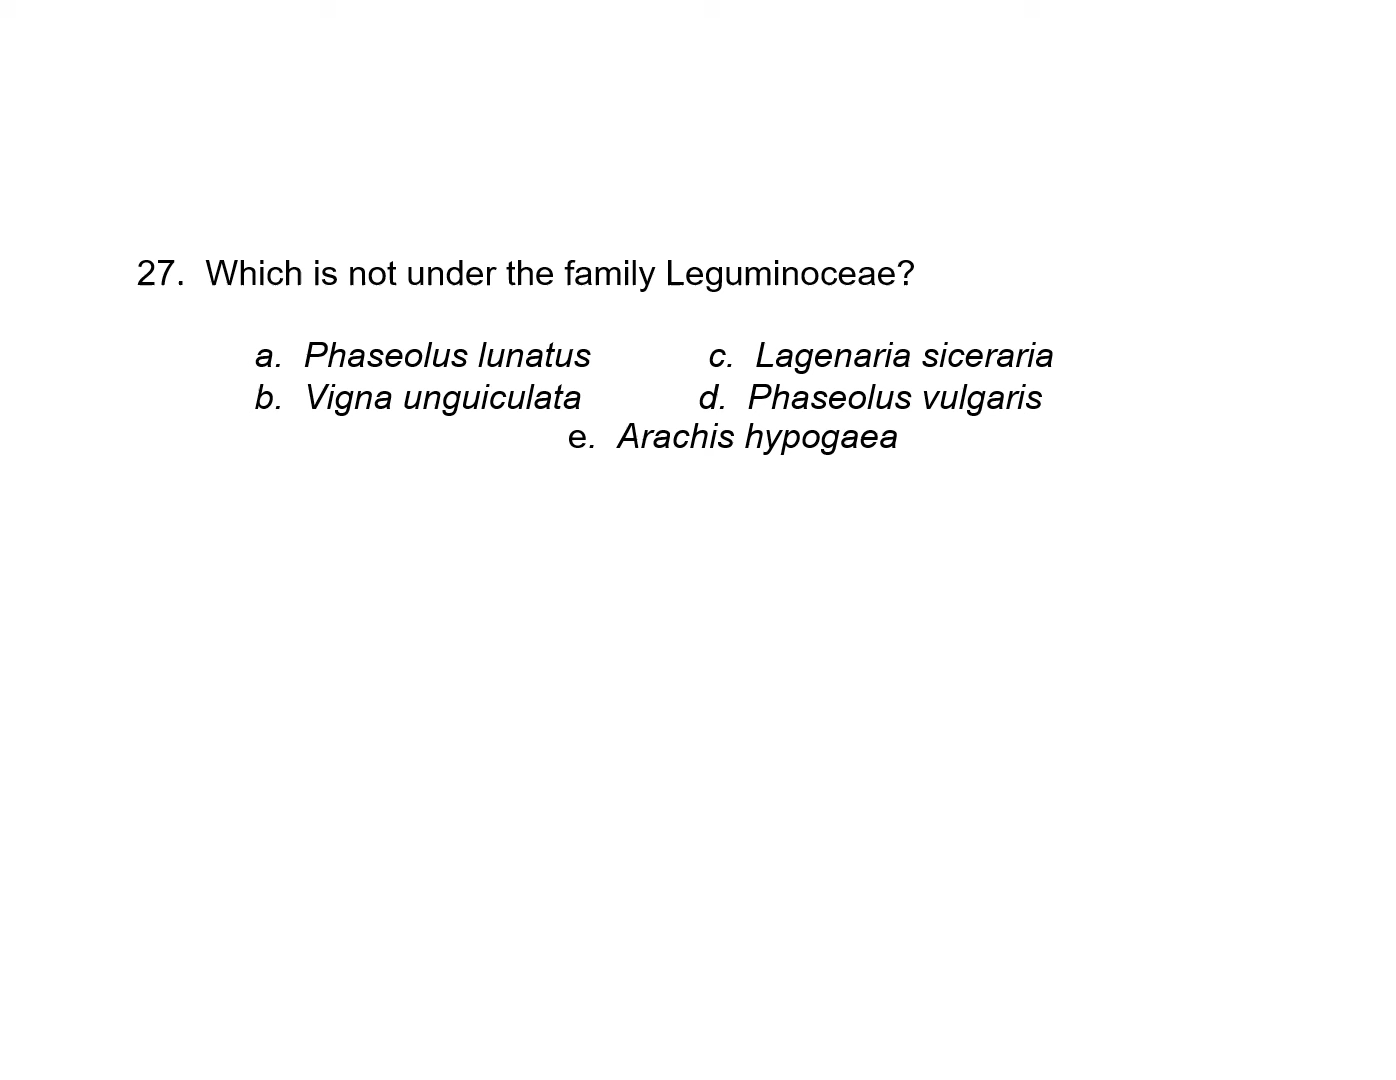 27. Which is not under the family Leguminoceae?
a. Phaseolus lunatus c. Lagenaria siceraria
b. Vigna unguiculata d. Phaseolus vulgaris
e. Arachis hypogaea